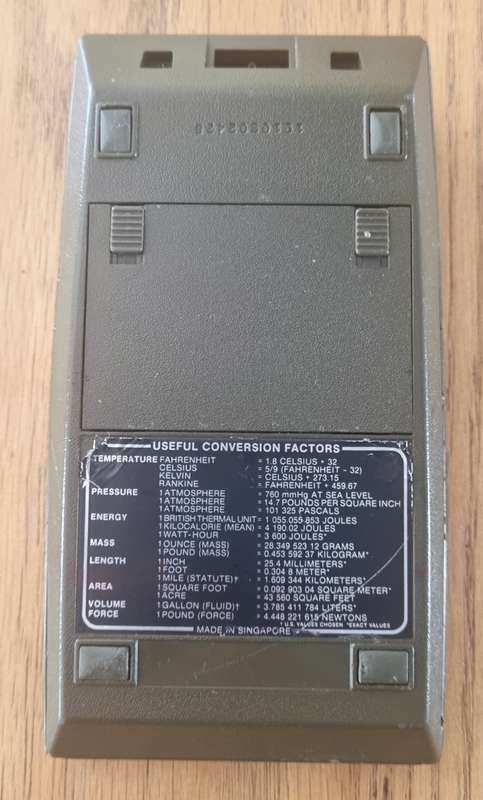 USEFUL CONVERSION FACTORS
TEMPERATURE FAHRENHEIT = 1.8 CELSIUS + 32
CELSIUS = 5/9 (FAHRENHEIT - 32)
KELVIN = CELSIUS + 273.15
RANKINE = FAHRENHEIT + 459.67
PRESSURE 1 ATMOSPHERE = 760 mmHg AT SEA LEVEL
1 ATMOSPHERE = 14.7 POUNDS PER SQUARE INCH
1 ATMOSPHERE = 101 325 PASCALS
ENERGY 1 BRITISH THERMAL UNIT = 1 055.055 853 JOULES
1 KILOCALORIE (MEAN) = 4 190.02 JOULES
1 WATT-HOUR = 3 600 JOULES*
MASS 1 OUNCE (MASS) = 28.349 523 12 GRAMS
1 POUND (MASS) = 0.453 592 37 KILOGRAM*
LENGTH 1 INCH = 25.4 MILLIMETERS*
1 FOOT = 0.304 8 METER*
1 MILE (STATUTE)† = 1.609 344 KILOMETERS*
AREA 1 SQUARE FOOT = 0.092 903 04 SQUARE METER*
1 ACRE = 43 560 SQUARE FEET
VOLUME 1 GALLON (FLUID)† = 3.785 411 784 LITERS*
FORCE 1 POUND (FORCE) = 4.448 221 615 NEWTONS
† U.S. VALUES CHOSEN *EXACT VALUES
MADE IN SINGAPORE